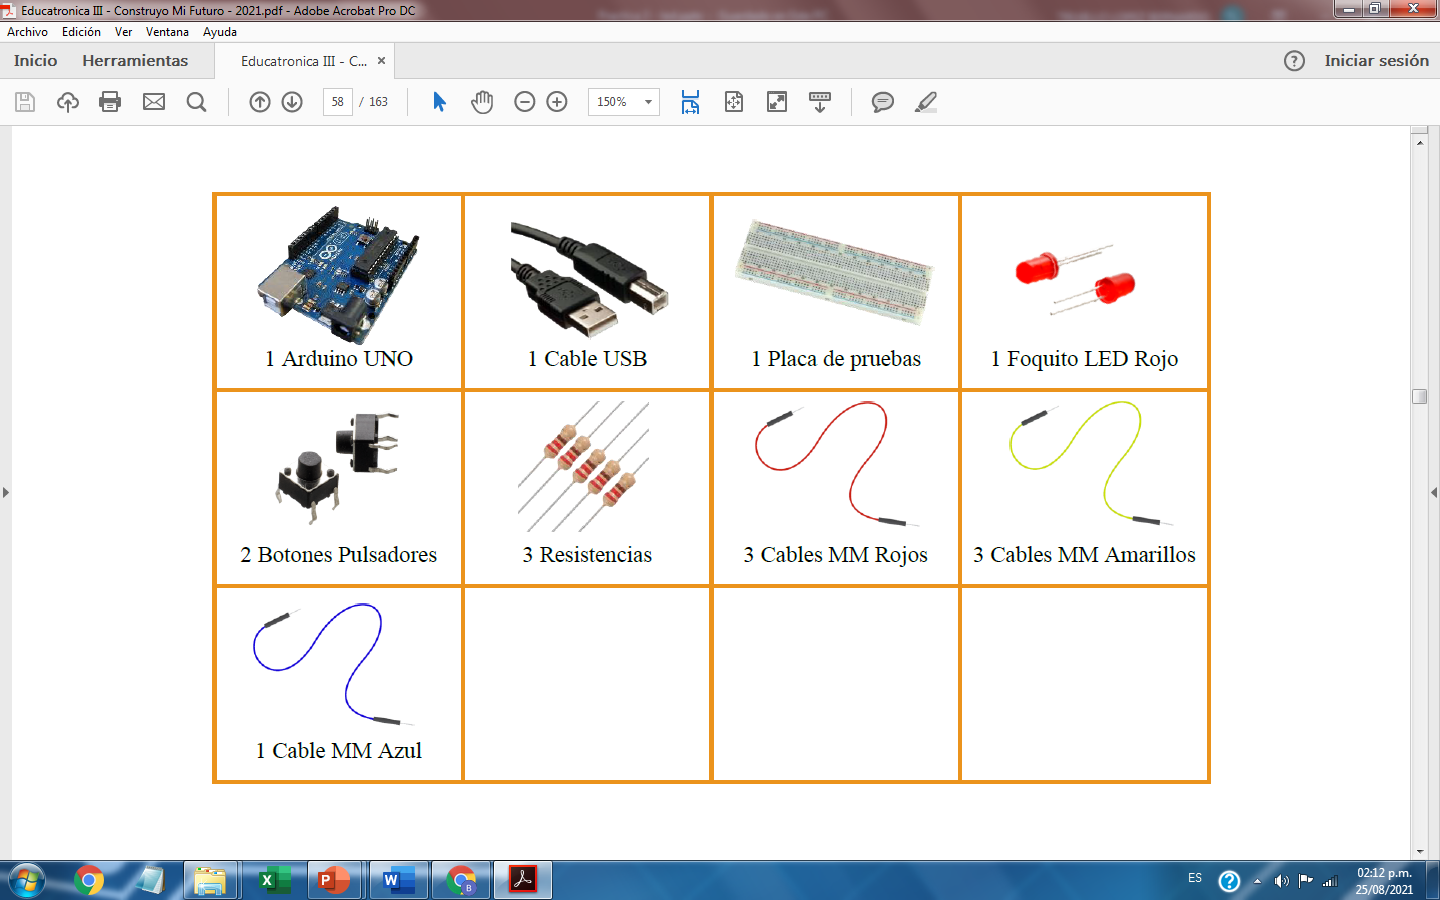 Educatronica III - Construyo Mi Futuro - 2021.pdf - Adobe Acrobat Pro DC
Archivo Edición Ver Ventana Ayuda
Inicio Herramientas Educatronica III - C... × ? Iniciar sesión
58 / 163 150%
1 Arduino UNO 1 Cable USB 1 Placa de pruebas 1 Foquito LED Rojo
2 Botones Pulsadores 3 Resistencias 3 Cables MM Rojos 3 Cables MM Amarillos
1 Cable MM Azul
ES 02:12 p.m.
25/08/2021